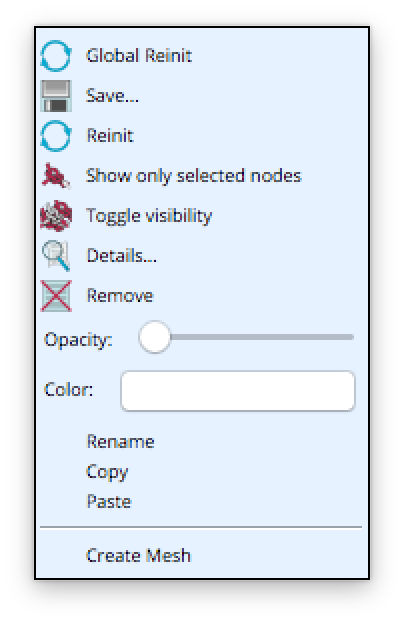 Global Reinit
Save...
Reinit
Show only selected nodes
Toggle visibility
Details...
Remove
Opacity:
Color:
Rename
Copy
Paste
Create Mesh